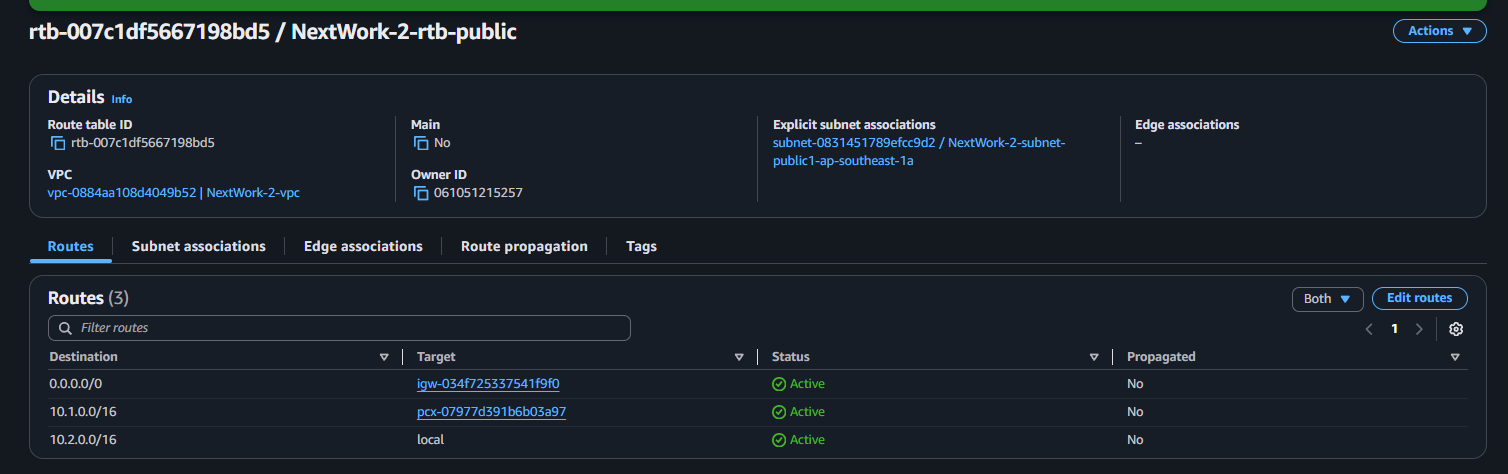 rtb-007c1df5667198bd5 / NextWork-2-rtb-public
Actions
Details Info
Route table ID
rtb-007c1df5667198bd5
Main
No
Explicit subnet associations
subnet-0831451789efcc9d2 / NextWork-2-subnet-
public1-ap-southeast-1a
Edge associations
–
VPC
vpc-0884aa108d4049b52 | NextWork-2-vpc
Owner ID
061051215257
Routes Subnet associations Edge associations Route propagation Tags
Routes (3)
Both Edit routes
Filter routes
1
Destination Target Status Propagated
0.0.0.0/0 igw-034f725337541f9f0 Active No
10.1.0.0/16 pcx-07977d391b6b03a97 Active No
10.2.0.0/16 local Active No